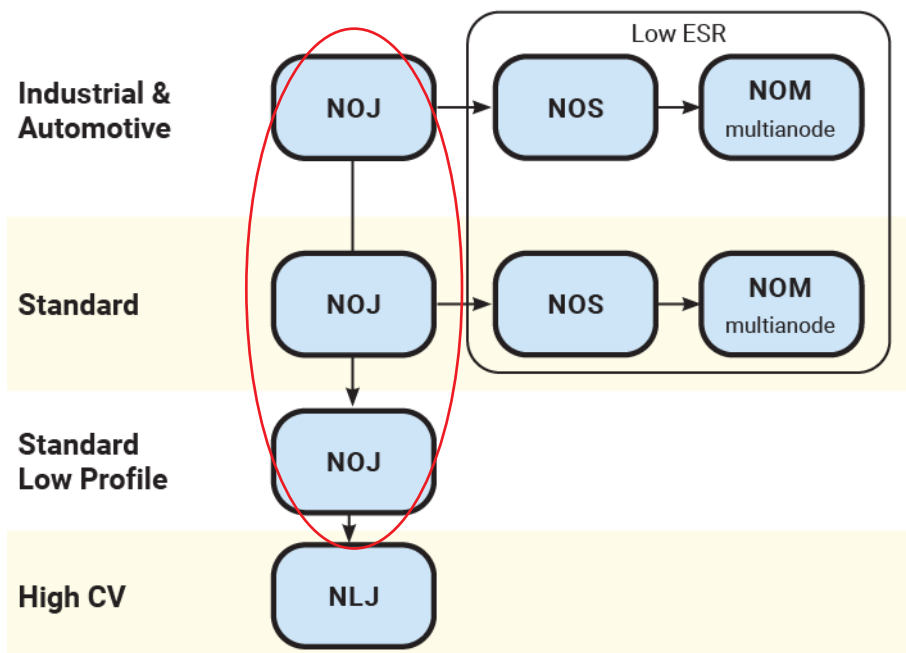 Low ESR
Industrial &
Automotive
NOJ
NOS
NOM
multianode
Standard
NOJ
NOS
NOM
multianode
Standard
Low Profile
NOJ
High CV
NLJ